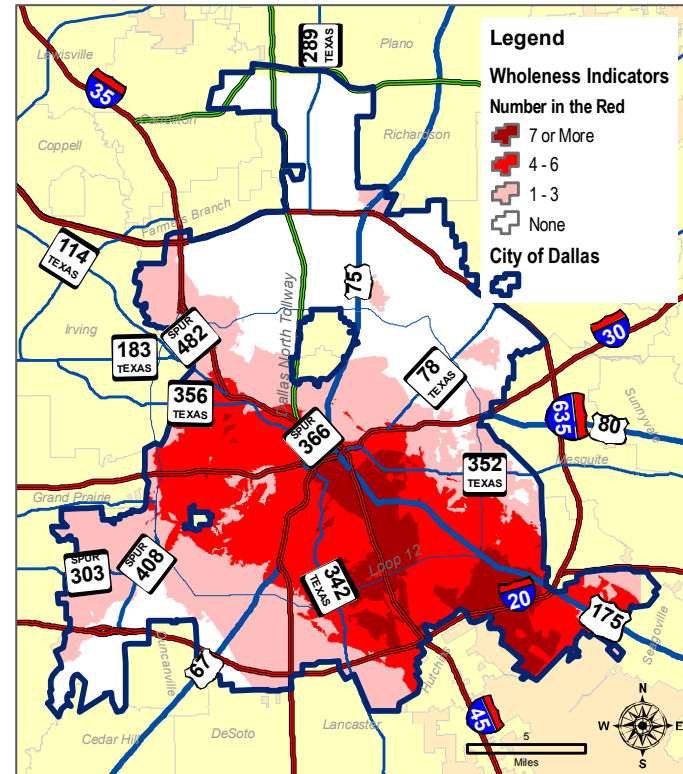 Legend
Wholeness Indicators
Number in the Red
7 or More
4 - 6
1 - 3
None
City of Dallas
Lewisville
289
TEXAS
Plano
35
Carrollton
Richardson
Coppell
Farmers Branch
114
TEXAS
75
Dallas North Tollway
Irving
SPUR
482
183
TEXAS
78
TEXAS
30
356
TEXAS
Sunnyvale
635
80
SPUR
366
352
TEXAS
Mesquite
Grand Prairie
SPUR
303
SPUR
408
342
TEXAS
Loop 12
20
175
Seagoville
Duncanville
67
Hutchins
45
Lancaster
DeSoto
Cedar Hill
5
Miles
N
W
E
S